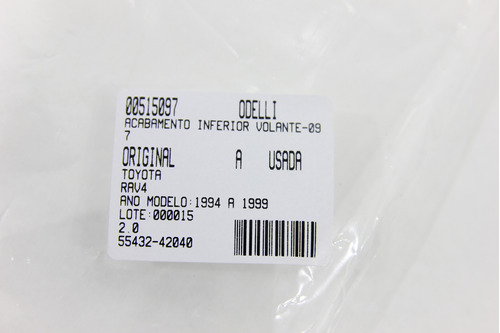 00515097 ODELLI
ACABAMENTO INFERIOR VOLANTE-09
7
ORIGINAL A USADA
TOYOTA
RAV4
ANO MODELO:1994 A 1999
LOTE:000015
2.0
55432-42040